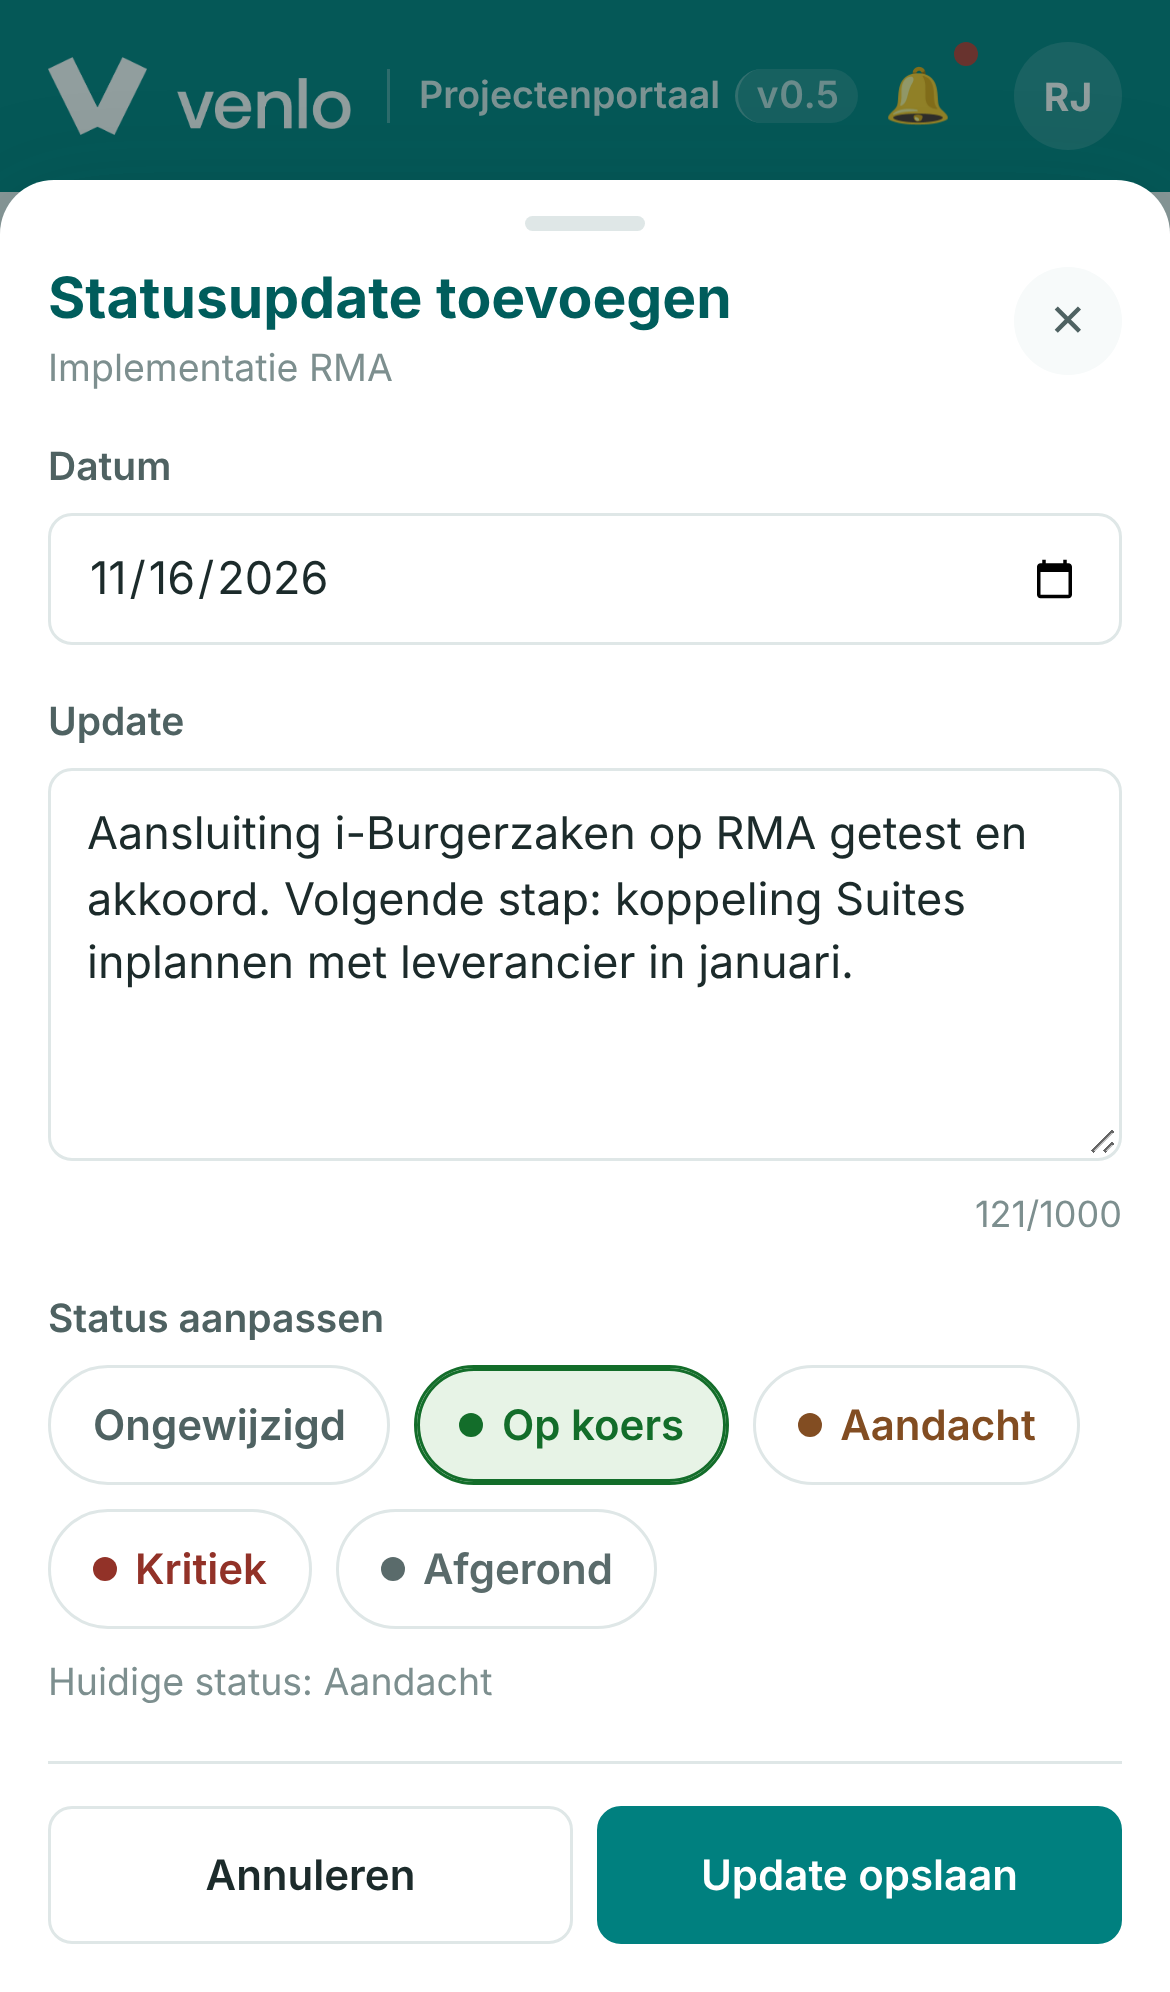 venlo
Projectenportaal
v0.5
RJ
Statusupdate toevoegen
Implementatie RMA
Datum
11/16/2026
Update
Aansluiting i-Burgerzaken op RMA getest en
akkoord. Volgende stap: koppeling Suites
inplannen met leverancier in januari.
121/1000
Status aanpassen
Ongewijzigd
Op koers
Aandacht
Kritiek
Afgerond
Huidige status: Aandacht
Annuleren
Update opslaan